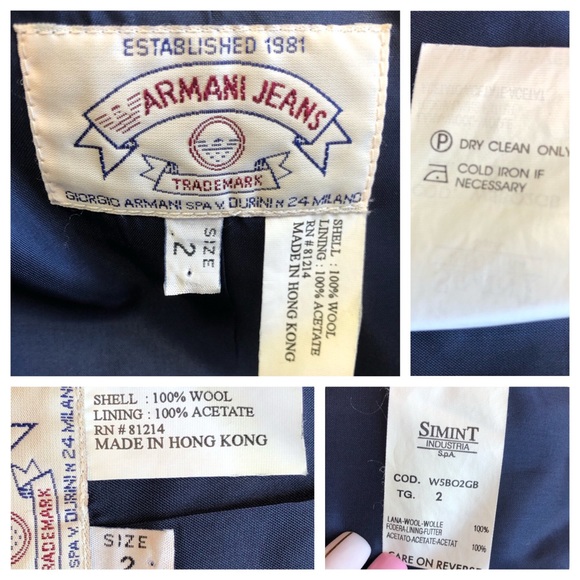 ESTABLISHED 1981
ARMANI JEANS
TRADEMARK
GIORGIO ARMANI SPA V. DURINI N 24 MILANO
SIZE
2
SHELL : 100% WOOL
LINING : 100% ACETATE
RN # 81214
MADE IN HONG KONG
P DRY CLEAN ONLY
COLD IRON IF
NECESSARY
TRADEMARK
SPA V. DURINI N 24 MILAN
SHELL : 100% WOOL
LINING : 100% ACETATE
RN # 81214
MADE IN HONG KONG
SIZE
2
SIMINT
INDUSTRIA
S.p.A.
COD. W5BO2GB
TG. 2
LANA-WOOL-WOLLE 100%
FODERA-LINING-FUTTER
ACETATO-ACETATE-ACETAT 100%
CARE ON REVERSE